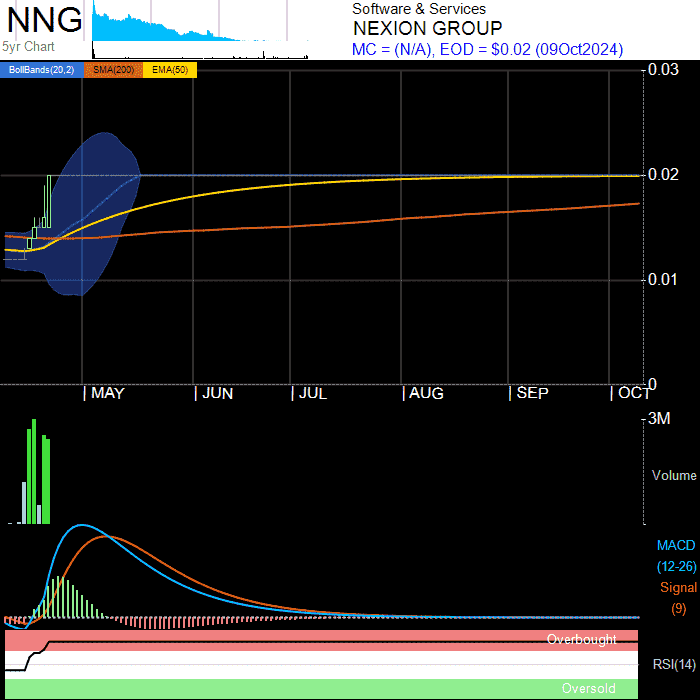 NNG
5yr Chart
Software & Services
NEXION GROUP
MC = (N/A), EOD = $0.02 (09Oct2024)
BollBands(20,2) SMA(200) EMA(50)
0.03
0.02
0.01
0
MAY JUN JUL AUG SEP OCT
3M
Volume
MACD
(12-26)
Signal
(9)
Overbought
RSI(14)
Oversold